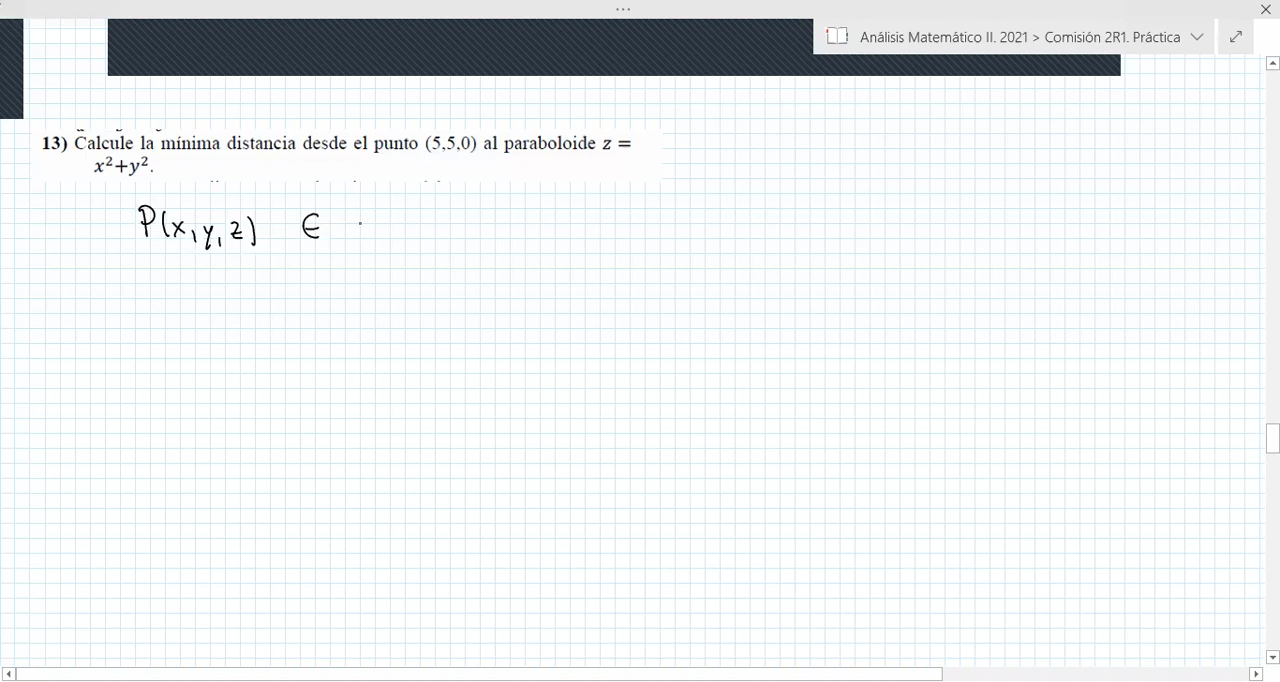 Análisis Matemático II. 2021 > Comisión 2R1. Práctica
13) Calcule la mínima distancia desde el punto (5,5,0) al paraboloide z =
x²+y².
P(x,y,z) ∈